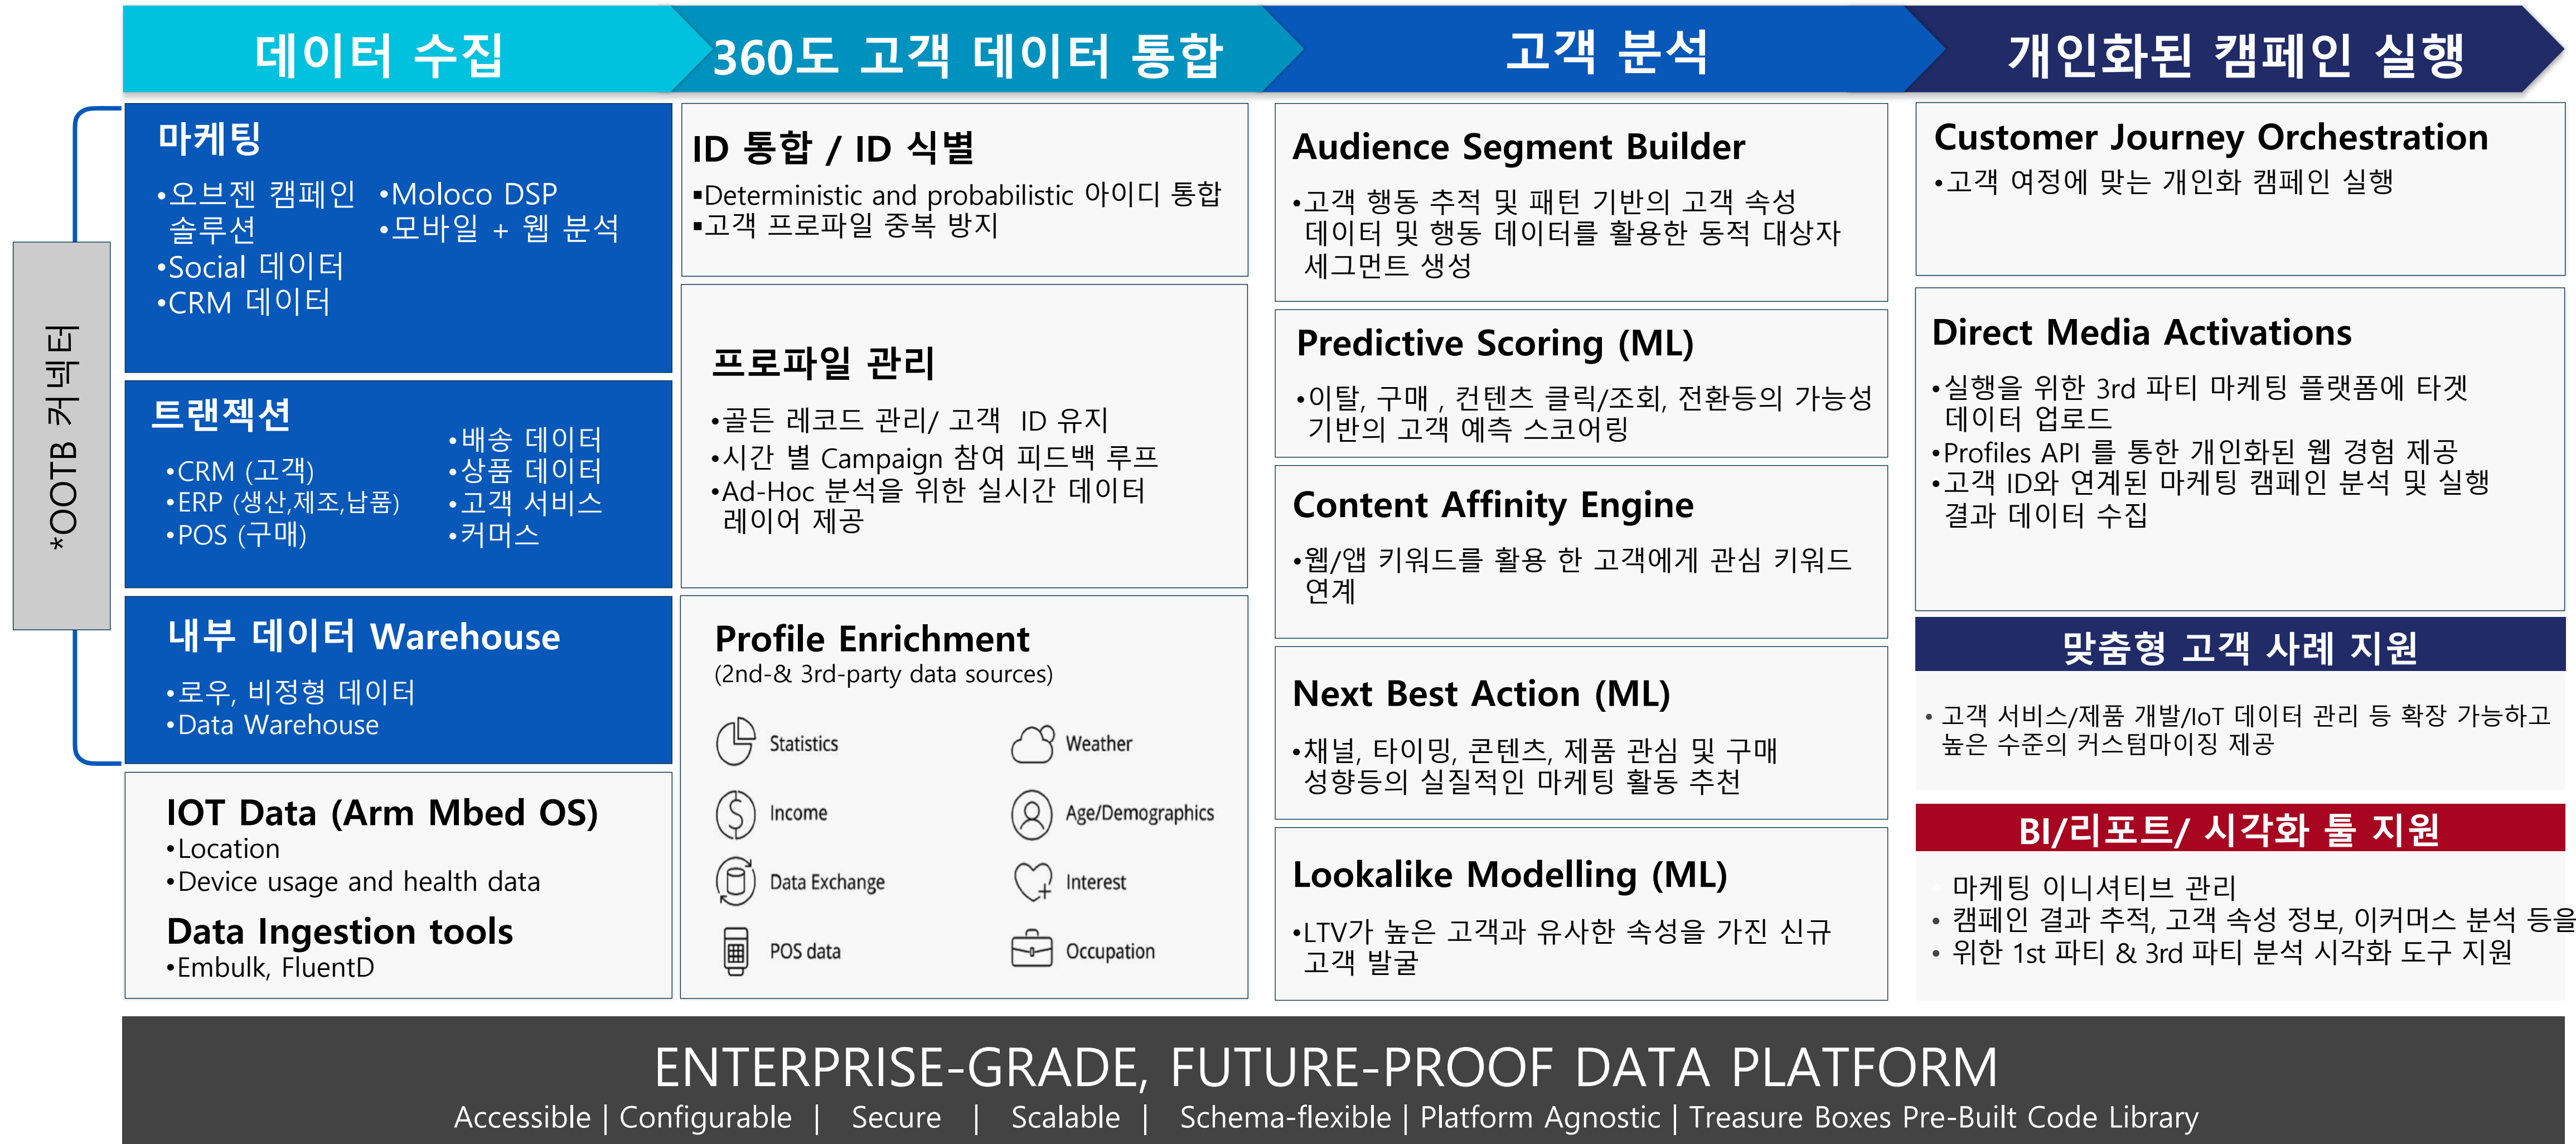 데이터 수집
360도 고객 데이터 통합
고객 분석
개인화된 캠페인 실행
*OOTB 커넥터
마케팅
•오브젠 캠페인
솔루션
•Social 데이터
•CRM 데이터
•Moloco DSP
•모바일 + 웹 분석
트랜젝션
•CRM (고객)
•ERP (생산,제조,납품)
•POS (구매)
•배송 데이터
•상품 데이터
•고객 서비스
•커머스
내부 데이터 Warehouse
•로우, 비정형 데이터
•Data Warehouse
IOT Data (Arm Mbed OS)
•Location
•Device usage and health data
Data Ingestion tools
•Embulk, FluentD
ID 통합 / ID 식별
▪Deterministic and probabilistic 아이디 통합
▪고객 프로파일 중복 방지
프로파일 관리
•골든 레코드 관리/ 고객 ID 유지
•시간 별 Campaign 참여 피드백 루프
•Ad-Hoc 분석을 위한 실시간 데이터
레이어 제공
Profile Enrichment
(2nd-& 3rd-party data sources)
Statistics
Income
Data Exchange
POS data
Weather
Age/Demographics
Interest
Occupation
Audience Segment Builder
•고객 행동 추적 및 패턴 기반의 고객 속성
데이터 및 행동 데이터를 활용한 동적 대상자
세그먼트 생성
Predictive Scoring (ML)
•이탈, 구매 , 컨텐츠 클릭/조회, 전환등의 가능성
기반의 고객 예측 스코어링
Content Affinity Engine
•웹/앱 키워드를 활용 한 고객에게 관심 키워드
연계
Next Best Action (ML)
•채널, 타이밍, 콘텐츠, 제품 관심 및 구매
성향등의 실질적인 마케팅 활동 추천
Lookalike Modelling (ML)
•LTV가 높은 고객과 유사한 속성을 가진 신규
고객 발굴
Customer Journey Orchestration
•고객 여정에 맞는 개인화 캠페인 실행
Direct Media Activations
•실행을 위한 3rd 파티 마케팅 플랫폼에 타겟
데이터 업로드
•Profiles API 를 통한 개인화된 웹 경험 제공
•고객 ID와 연계된 마케팅 캠페인 분석 및 실행
결과 데이터 수집
맞춤형 고객 사례 지원
• 고객 서비스/제품 개발/IoT 데이터 관리 등 확장 가능하고
높은 수준의 커스텀마이징 제공
BI/리포트/ 시각화 툴 지원
• 마케팅 이니셔티브 관리
• 캠페인 결과 추적, 고객 속성 정보, 이커머스 분석 등을
• 위한 1st 파티 & 3rd 파티 분석 시각화 도구 지원
ENTERPRISE-GRADE, FUTURE-PROOF DATA PLATFORM
Accessible | Configurable | Secure | Scalable | Schema-flexible | Platform Agnostic | Treasure Boxes Pre-Built Code Library